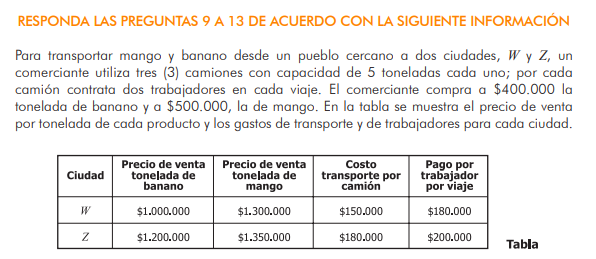 RESPONDA LAS PREGUNTAS 9 A 13 DE ACUERDO CON LA SIGUIENTE INFORMACIÓN
Para transportar mango y banano desde un pueblo cercano a dos ciudades, W y Z, un
comerciante utiliza tres (3) camiones con capacidad de 5 toneladas cada uno; por cada
camión contrata dos trabajadores en cada viaje. El comerciante compra a $400.000 la
tonelada de banano y a $500.000, la de mango. En la tabla se muestra el precio de venta
por tonelada de cada producto y los gastos de transporte y de trabajadores para cada ciudad.
Ciudad Precio de venta tonelada de banano Precio de venta tonelada de mango Costo transporte por camión Pago por trabajador por viaje
W $1.000.000 $1.300.000 $150.000 $180.000
Z $1.200.000 $1.350.000 $180.000 $200.000
Tabla